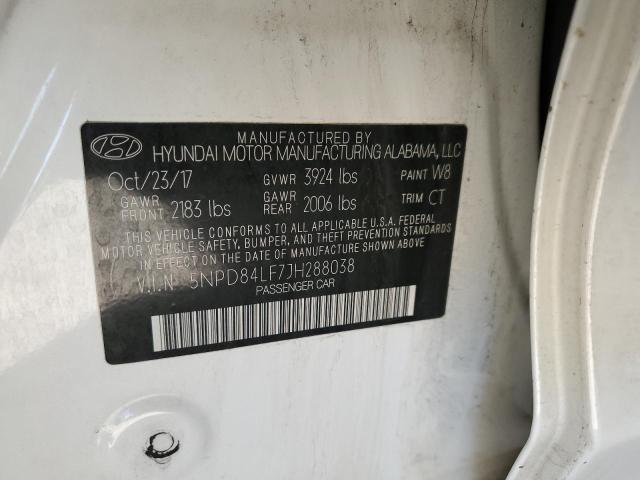 MANUFACTURED BY
HYUNDAI MOTOR MANUFACTURING ALABAMA, LLC
Oct/23/17 GVWR 3924 lbs PAINT W8
GAWR FRONT 2183 lbs GAWR REAR 2006 lbs TRIM CT
THIS VEHICLE CONFORMS TO ALL APPLICABLE U.S.A. FEDERAL
MOTOR VEHICLE SAFETY, BUMPER, AND THEFT PREVENTION STANDARDS
IN EFFECT ON THE DATE OF MANUFACTURE SHOWN ABOVE.
V.I.N. 5NPD84LF7JH288038
PASSENGER CAR